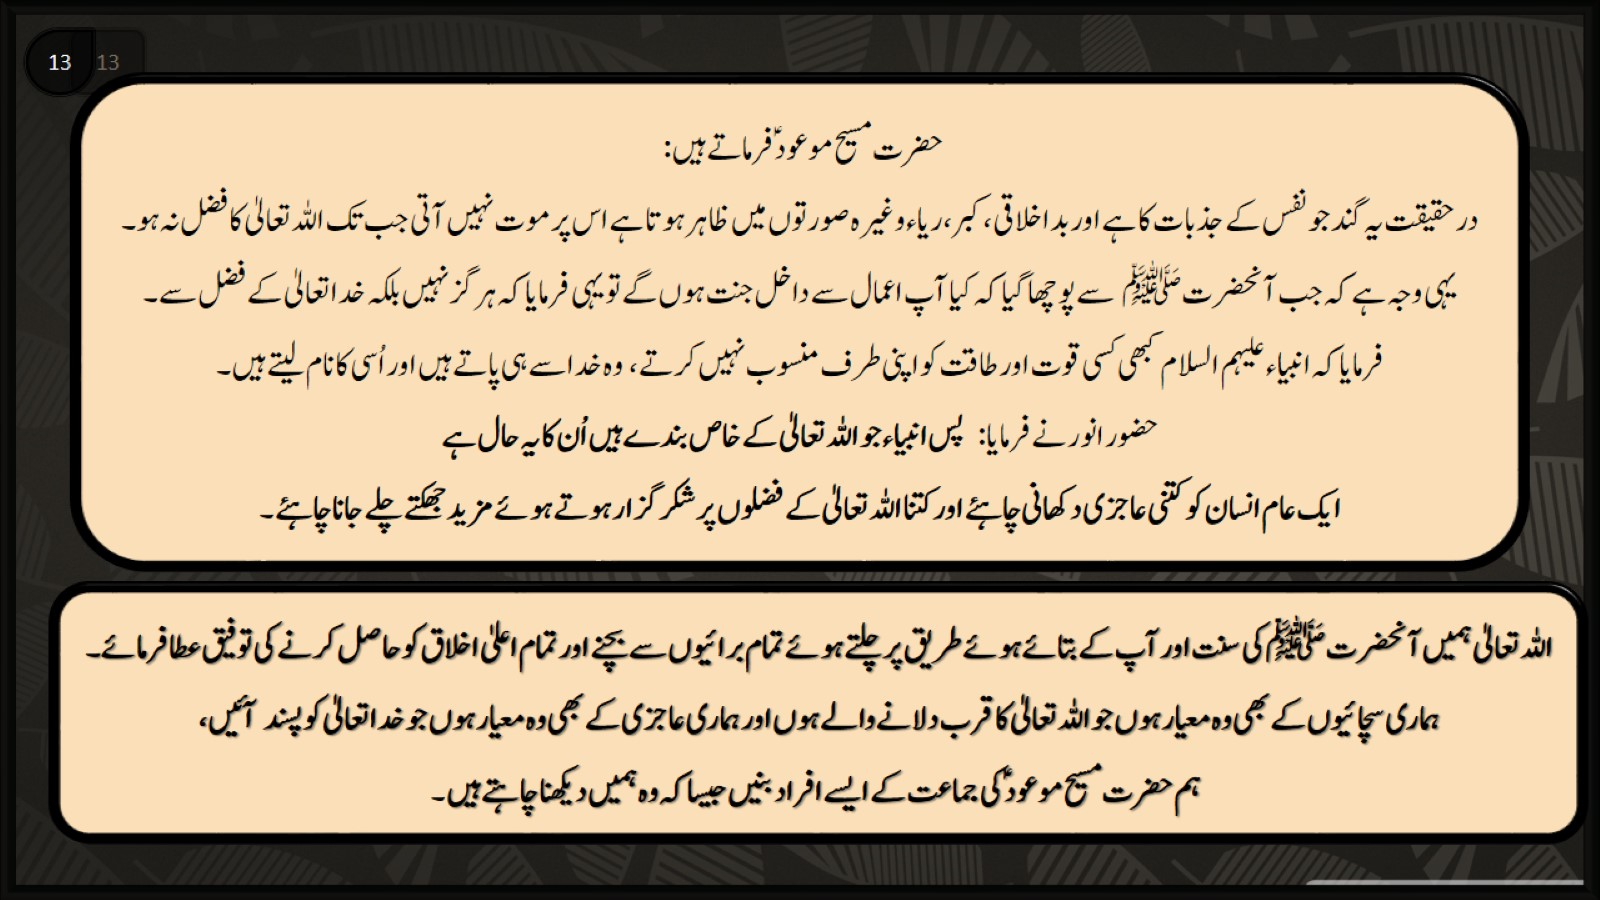 13 13
حضرت مسیح موعودؑ فرماتے ہیں:
در حقیقت یہ گند جو نفس کے جذبات کا ہے اور بد اخلاقی، کبر، ریاء وغیرہ صورتوں میں ظاہر ہوتا ہے اس پر موت نہیں آتی جب تک اللہ تعالیٰ کا فضل نہ ہو۔
یہی وجہ ہے کہ جب آنحضرت ﷺ سے پوچھا گیا کہ کیا آپ اعمال سے داخل جنت ہوں گے تو یہی فرمایا کہ ہر گز نہیں بلکہ خدا تعالیٰ کے فضل سے۔
فرمایا کہ انبیاء علیہم السلام کبھی کسی قوت اور طاقت کو اپنی طرف منسوب نہیں کرتے، وہ خدا سے ہی پاتے ہیں اور اُسی کا نام لیتے ہیں۔
حضور انور نے فرمایا: پس انبیاء جو اللہ تعالیٰ کے خاص بندے ہیں اُن کا یہ حال ہے
ایک عام انسان کو کتنی عاجزی دکھانی چاہئے اور کتنا اللہ تعالیٰ کے فضلوں پر شکر گزار ہوتے ہوئے مزید جھکتے چلے جانا چاہئے۔
اللہ تعالیٰ ہمیں آنحضرت ﷺ کی سنت اور آپ کے بتائے ہوئے طریق پر چلتے ہوئے تمام برائیوں سے بچنے اور تمام اعلیٰ اخلاق کو حاصل کرنے کی توفیق عطا فرمائے۔
ہماری سچائیوں کے بھی وہ معیار ہوں جو اللہ تعالیٰ کا قرب دلانے والے ہوں اور ہماری عاجزی کے بھی وہ معیار ہوں جو خدا تعالیٰ کو پسند آئیں،
ہم حضرت مسیح موعودؑ کی جماعت کے ایسے افراد بنیں جیسا کہ وہ ہمیں دیکھنا چاہتے ہیں۔